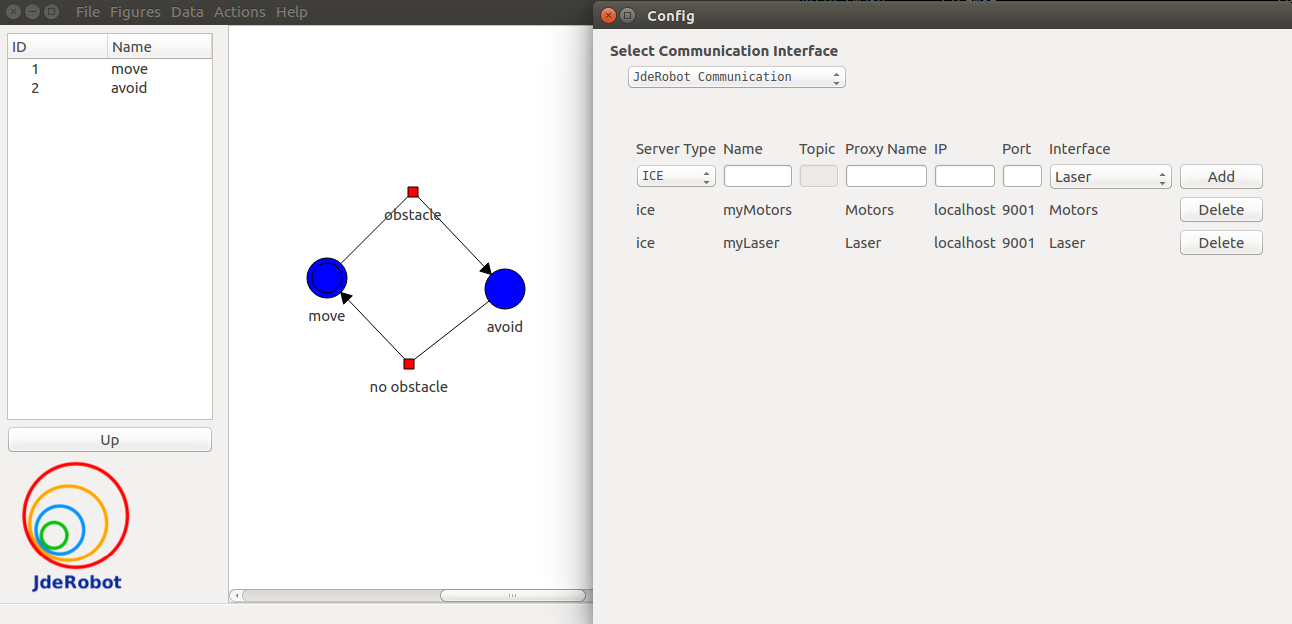 File Figures Data Actions Help
ID Name
1 move
2 avoid
Up
JdeRobot
obstacle
move
avoid
no obstacle
Config
Select Communication Interface
JdeRobot Communication
Server Type Name Topic Proxy Name IP Port Interface
ICE Laser Add
ice myMotors Motors localhost 9001 Motors Delete
ice myLaser Laser localhost 9001 Laser Delete